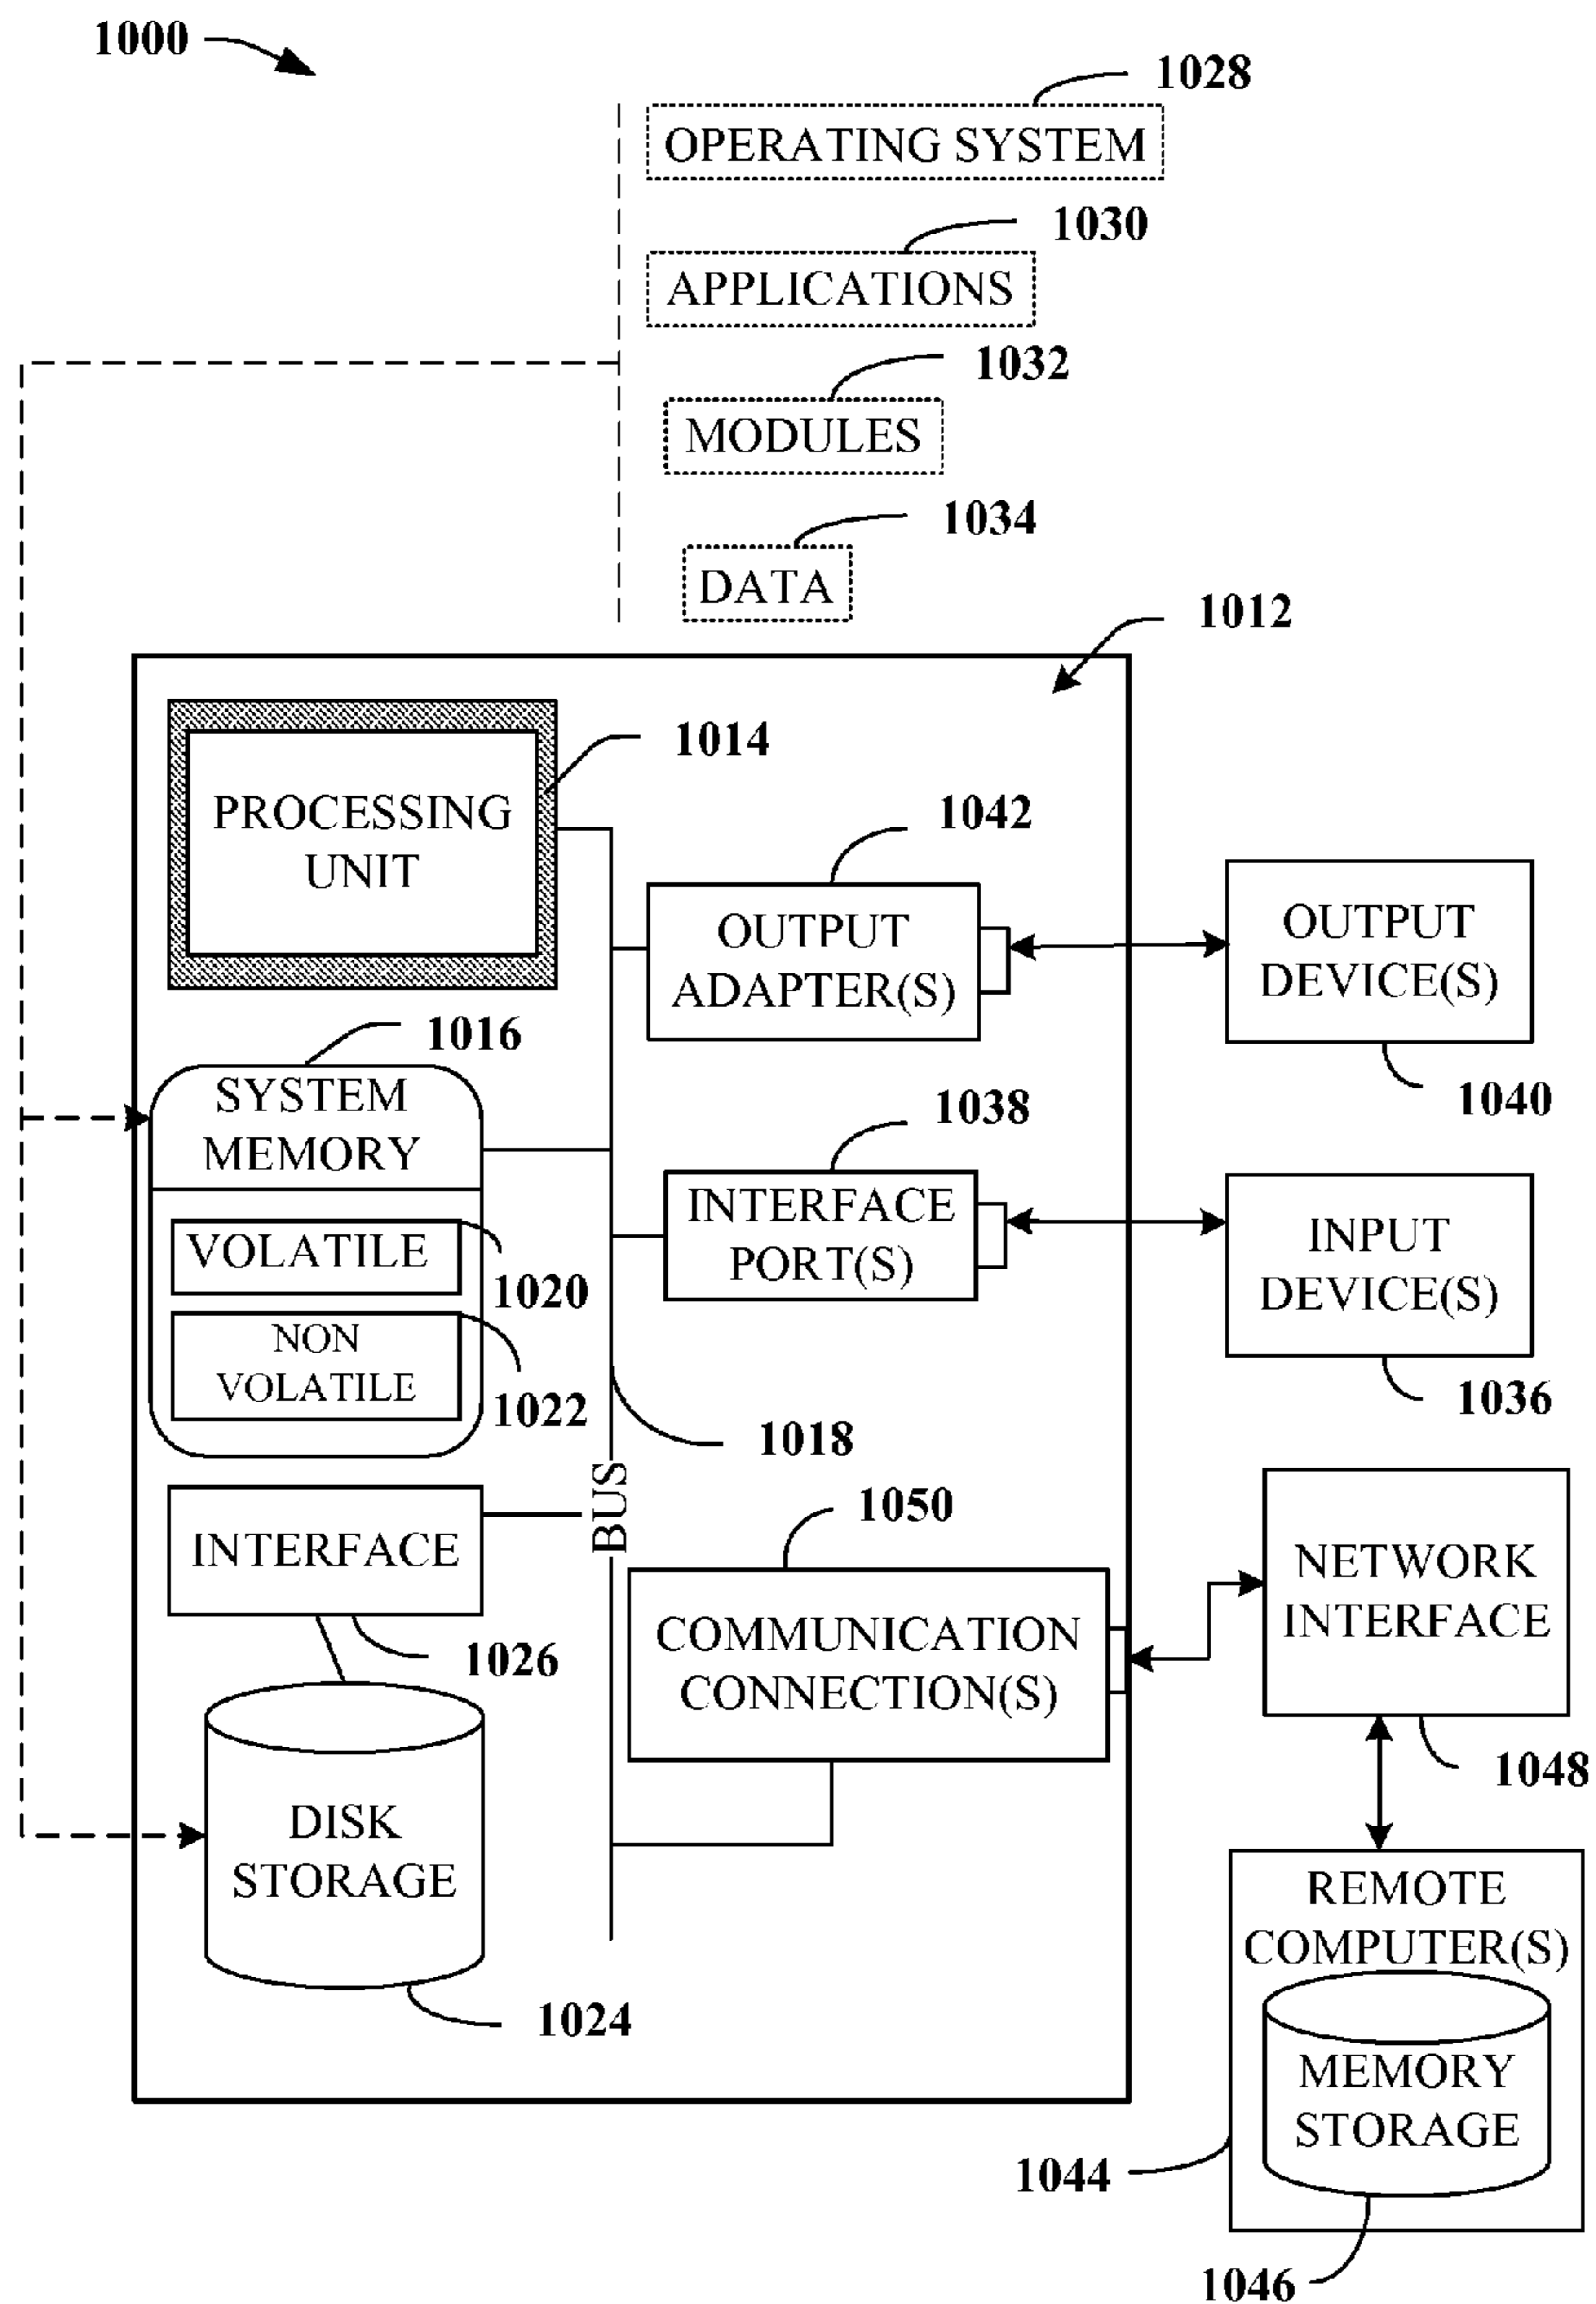 1000
1028
OPERATING SYSTEM
1030
APPLICATIONS
1032
MODULES
1034
DATA
1012
PROCESSING
UNIT
1014
1042
OUTPUT
ADAPTER(S)
OUTPUT
DEVICE(S)
1040
1016
SYSTEM
MEMORY
VOLATILE
1020
NON
VOLATILE
1022
1038
INTERFACE
PORT(S)
INPUT
DEVICE(S)
1036
1018
BUS
INTERFACE
1026
1050
COMMUNICATION
CONNECTION(S)
NETWORK
INTERFACE
1048
DISK
STORAGE
1024
REMOTE
COMPUTER(S)
MEMORY
STORAGE
1044
1046